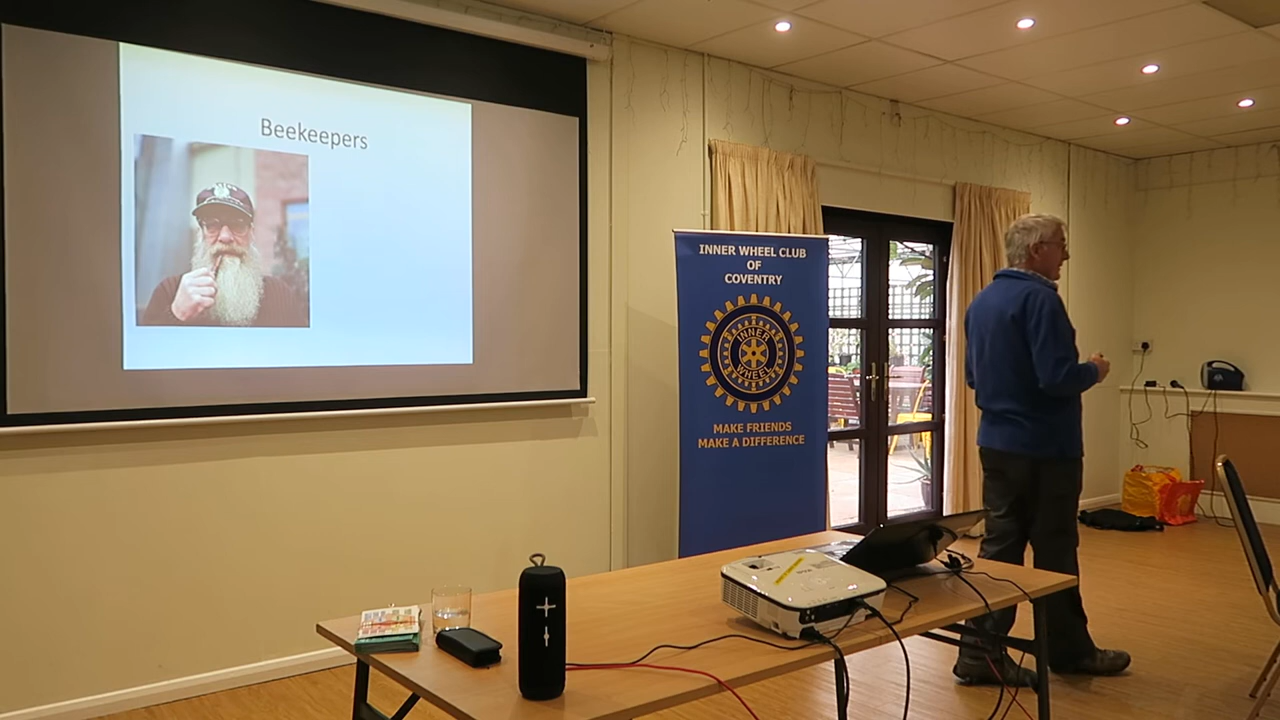 Beekeepers
INNER WHEEL CLUB
OF
COVENTRY
INNER
WHEEL
MAKE FRIENDS
MAKE A DIFFERENCE